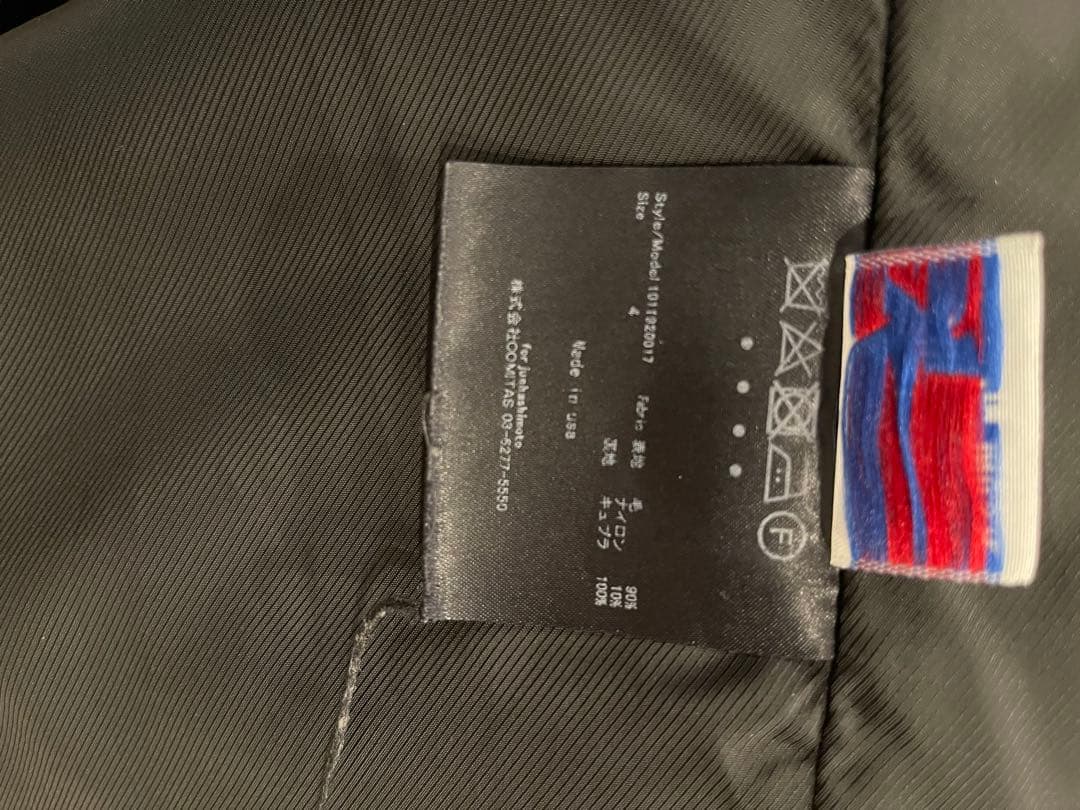 F
Style/Model 1011920017 Fabric 表地 毛 90%
Size 4 ナイロン 10%
裏地 キュプラ 100%
Made in USA
for junhashimoto
株式会社OOMITAS 03-6277-5550